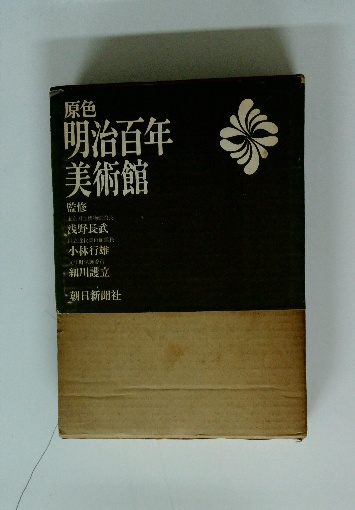 原色
明治百年
美術館
監修
浅野長武
小林行雄
細川護立
朝日新聞社